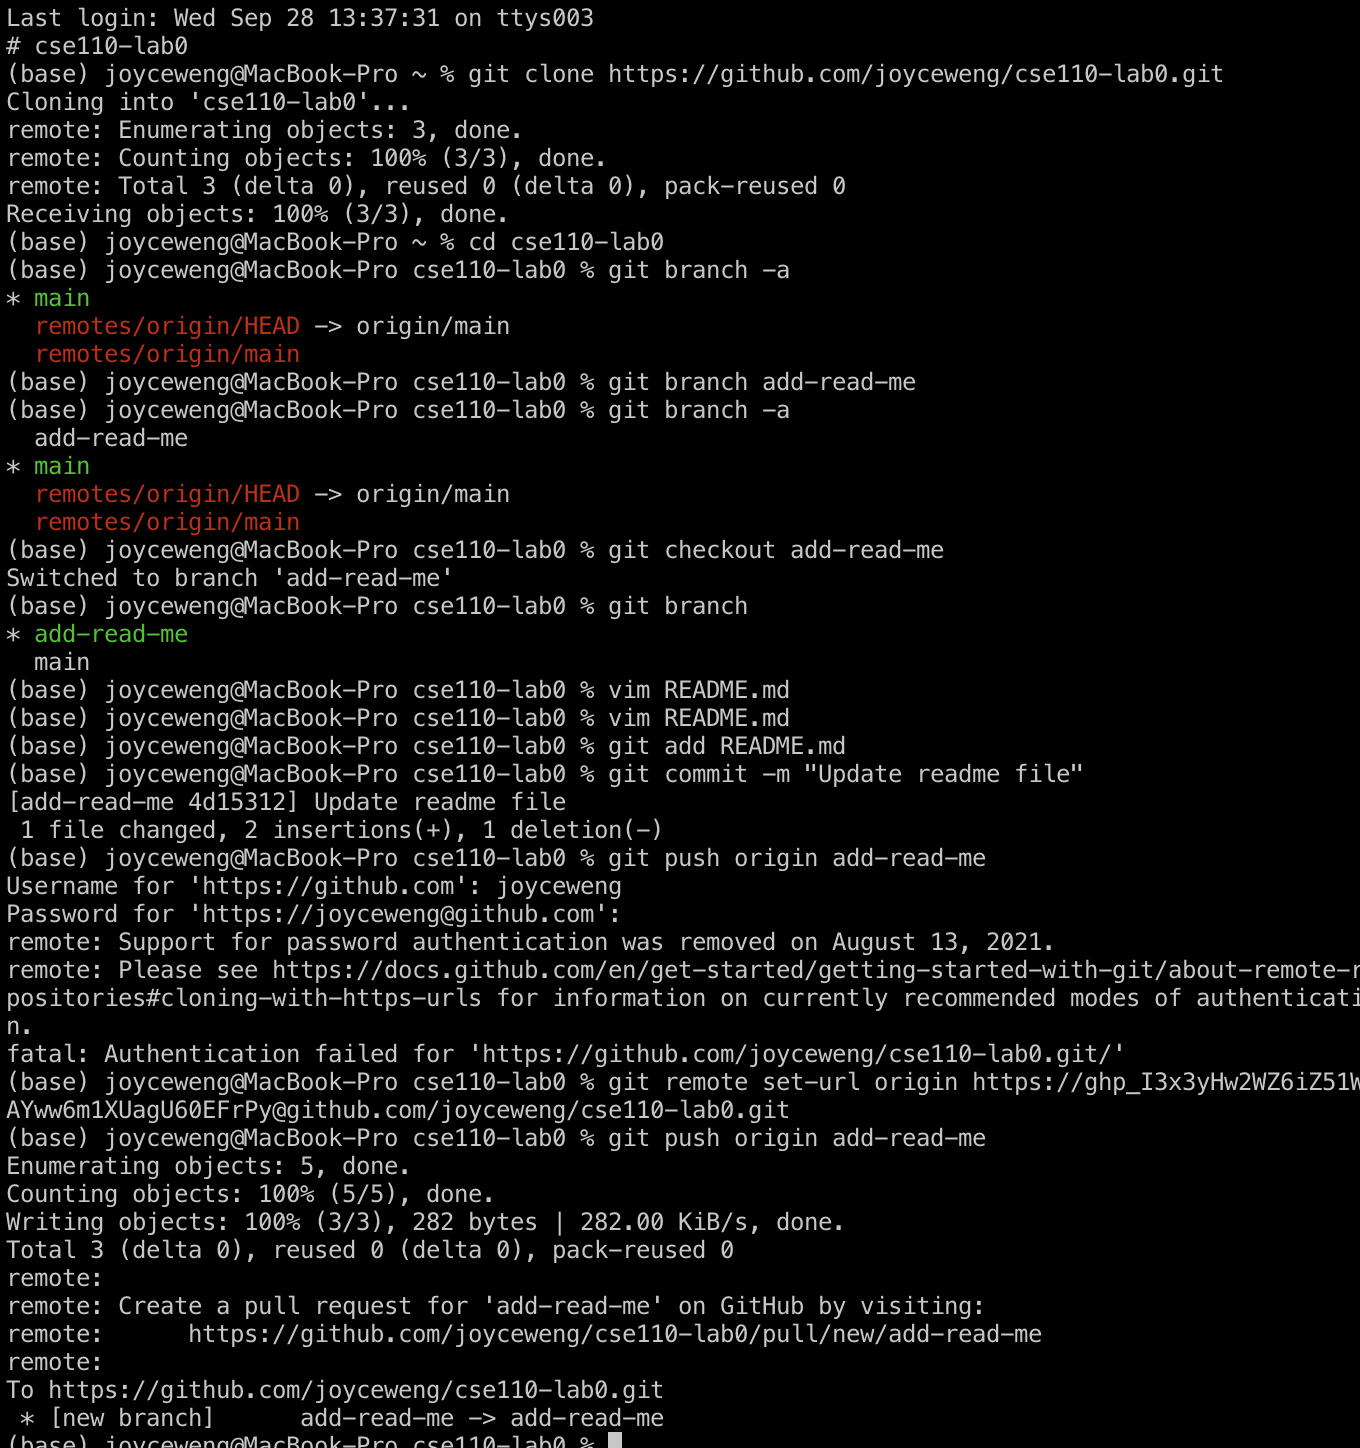 Last login: Wed Sep 28 13:37:31 on ttys003
# cse110-lab0
(base) joyceweng@MacBook-Pro ~ % git clone https://github.com/joyceweng/cse110-lab0.git
Cloning into 'cse110-lab0'...
remote: Enumerating objects: 3, done.
remote: Counting objects: 100% (3/3), done.
remote: Total 3 (delta 0), reused 0 (delta 0), pack-reused 0
Receiving objects: 100% (3/3), done.
(base) joyceweng@MacBook-Pro ~ % cd cse110-lab0
(base) joyceweng@MacBook-Pro cse110-lab0 % git branch -a
* main
remotes/origin/HEAD -> origin/main
remotes/origin/main
(base) joyceweng@MacBook-Pro cse110-lab0 % git branch add-read-me
(base) joyceweng@MacBook-Pro cse110-lab0 % git branch -a
add-read-me
* main
remotes/origin/HEAD -> origin/main
remotes/origin/main
(base) joyceweng@MacBook-Pro cse110-lab0 % git checkout add-read-me
Switched to branch 'add-read-me'
(base) joyceweng@MacBook-Pro cse110-lab0 % git branch
* add-read-me
main
(base) joyceweng@MacBook-Pro cse110-lab0 % vim README.md
(base) joyceweng@MacBook-Pro cse110-lab0 % vim README.md
(base) joyceweng@MacBook-Pro cse110-lab0 % git add README.md
(base) joyceweng@MacBook-Pro cse110-lab0 % git commit -m "Update readme file"
[add-read-me 4d15312] Update readme file
1 file changed, 2 insertions(+), 1 deletion(-)
(base) joyceweng@MacBook-Pro cse110-lab0 % git push origin add-read-me
Username for 'https://github.com': joyceweng
Password for 'https://joyceweng@github.com':
remote: Support for password authentication was removed on August 13, 2021.
remote: Please see https://docs.github.com/en/get-started/getting-started-with-git/about-remote-r
positories#cloning-with-https-urls for information on currently recommended modes of authenticati
n.
fatal: Authentication failed for 'https://github.com/joyceweng/cse110-lab0.git/'
(base) joyceweng@MacBook-Pro cse110-lab0 % git remote set-url origin https://
@github.com/joyceweng/cse110-lab0.git
(base) joyceweng@MacBook-Pro cse110-lab0 % git push origin add-read-me
Enumerating objects: 5, done.
Counting objects: 100% (5/5), done.
Writing objects: 100% (3/3), 282 bytes | 282.00 KiB/s, done.
Total 3 (delta 0), reused 0 (delta 0), pack-reused 0
remote:
remote: Create a pull request for 'add-read-me' on GitHub by visiting:
remote:      https://github.com/joyceweng/cse110-lab0/pull/new/add-read-me
remote:
To https://github.com/joyceweng/cse110-lab0.git
* [new branch]      add-read-me -> add-read-me
(base) joyceweng@MacBook-Pro cse110-lab0 %